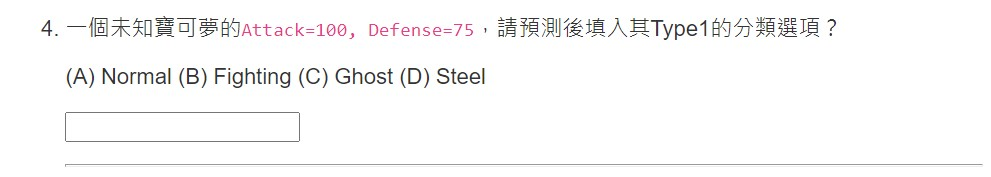 4. 一個未知寶可夢的Attack=100, Defense=75，請預測後填入其Type1的分類選項？
(A) Normal (B) Fighting (C) Ghost (D) Steel